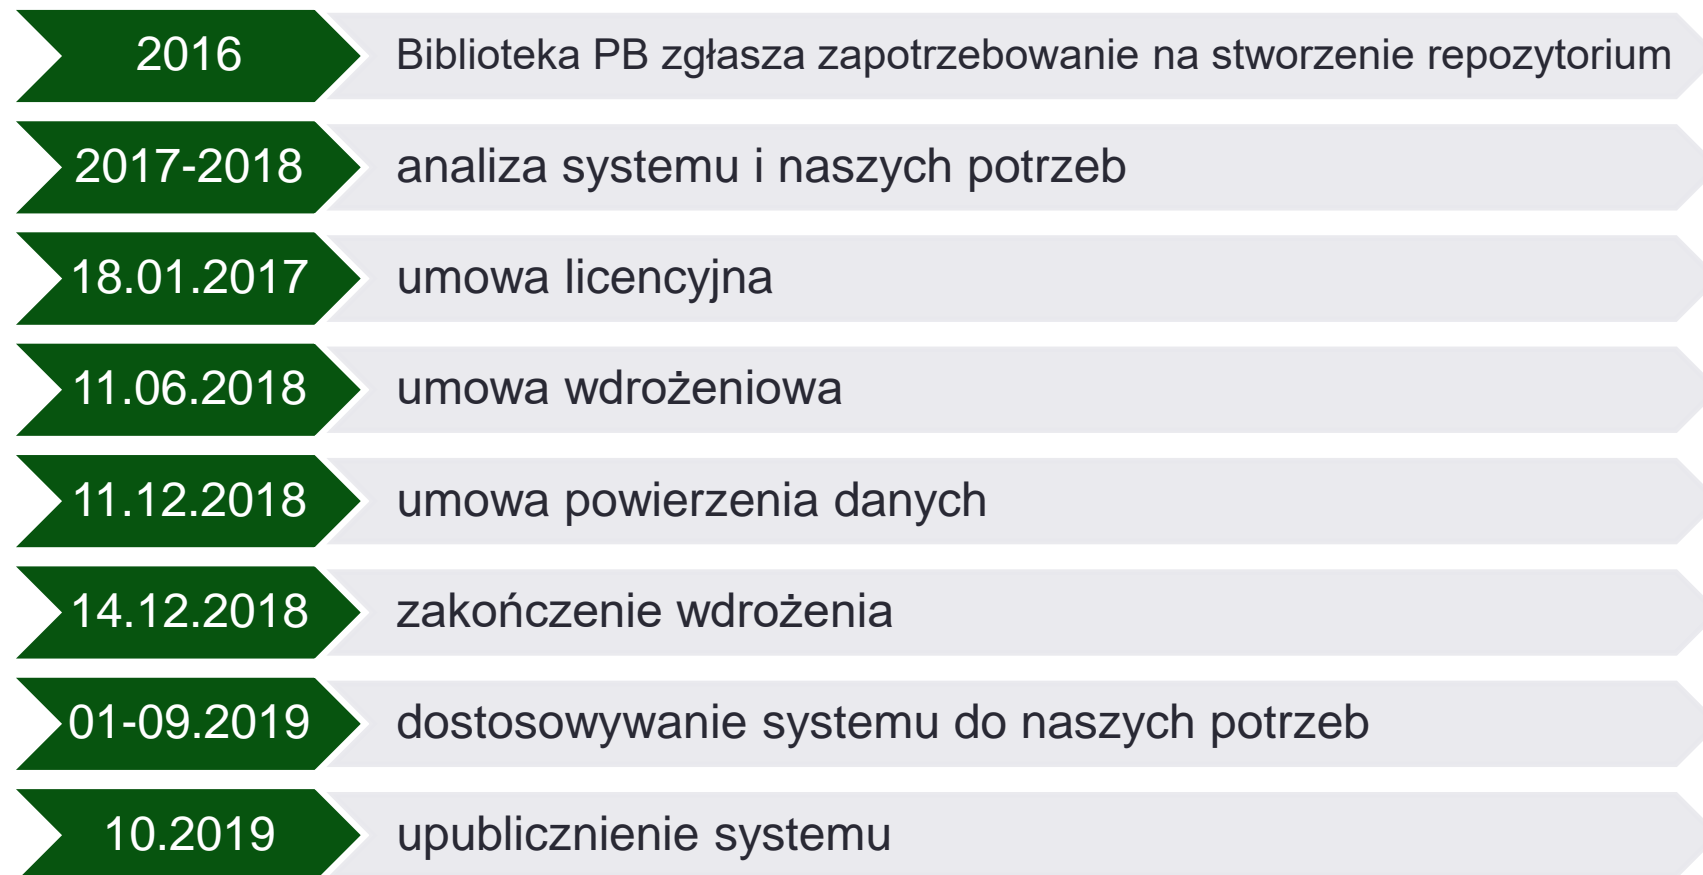 2016 Biblioteka PB zgłasza zapotrzebowanie na stworzenie repozytorium
2017-2018 analiza systemu i naszych potrzeb
18.01.2017 umowa licencyjna
11.06.2018 umowa wdrożeniowa
11.12.2018 umowa powierzenia danych
14.12.2018 zakończenie wdrożenia
01-09.2019 dostosowywanie systemu do naszych potrzeb
10.2019 upublicznienie systemu